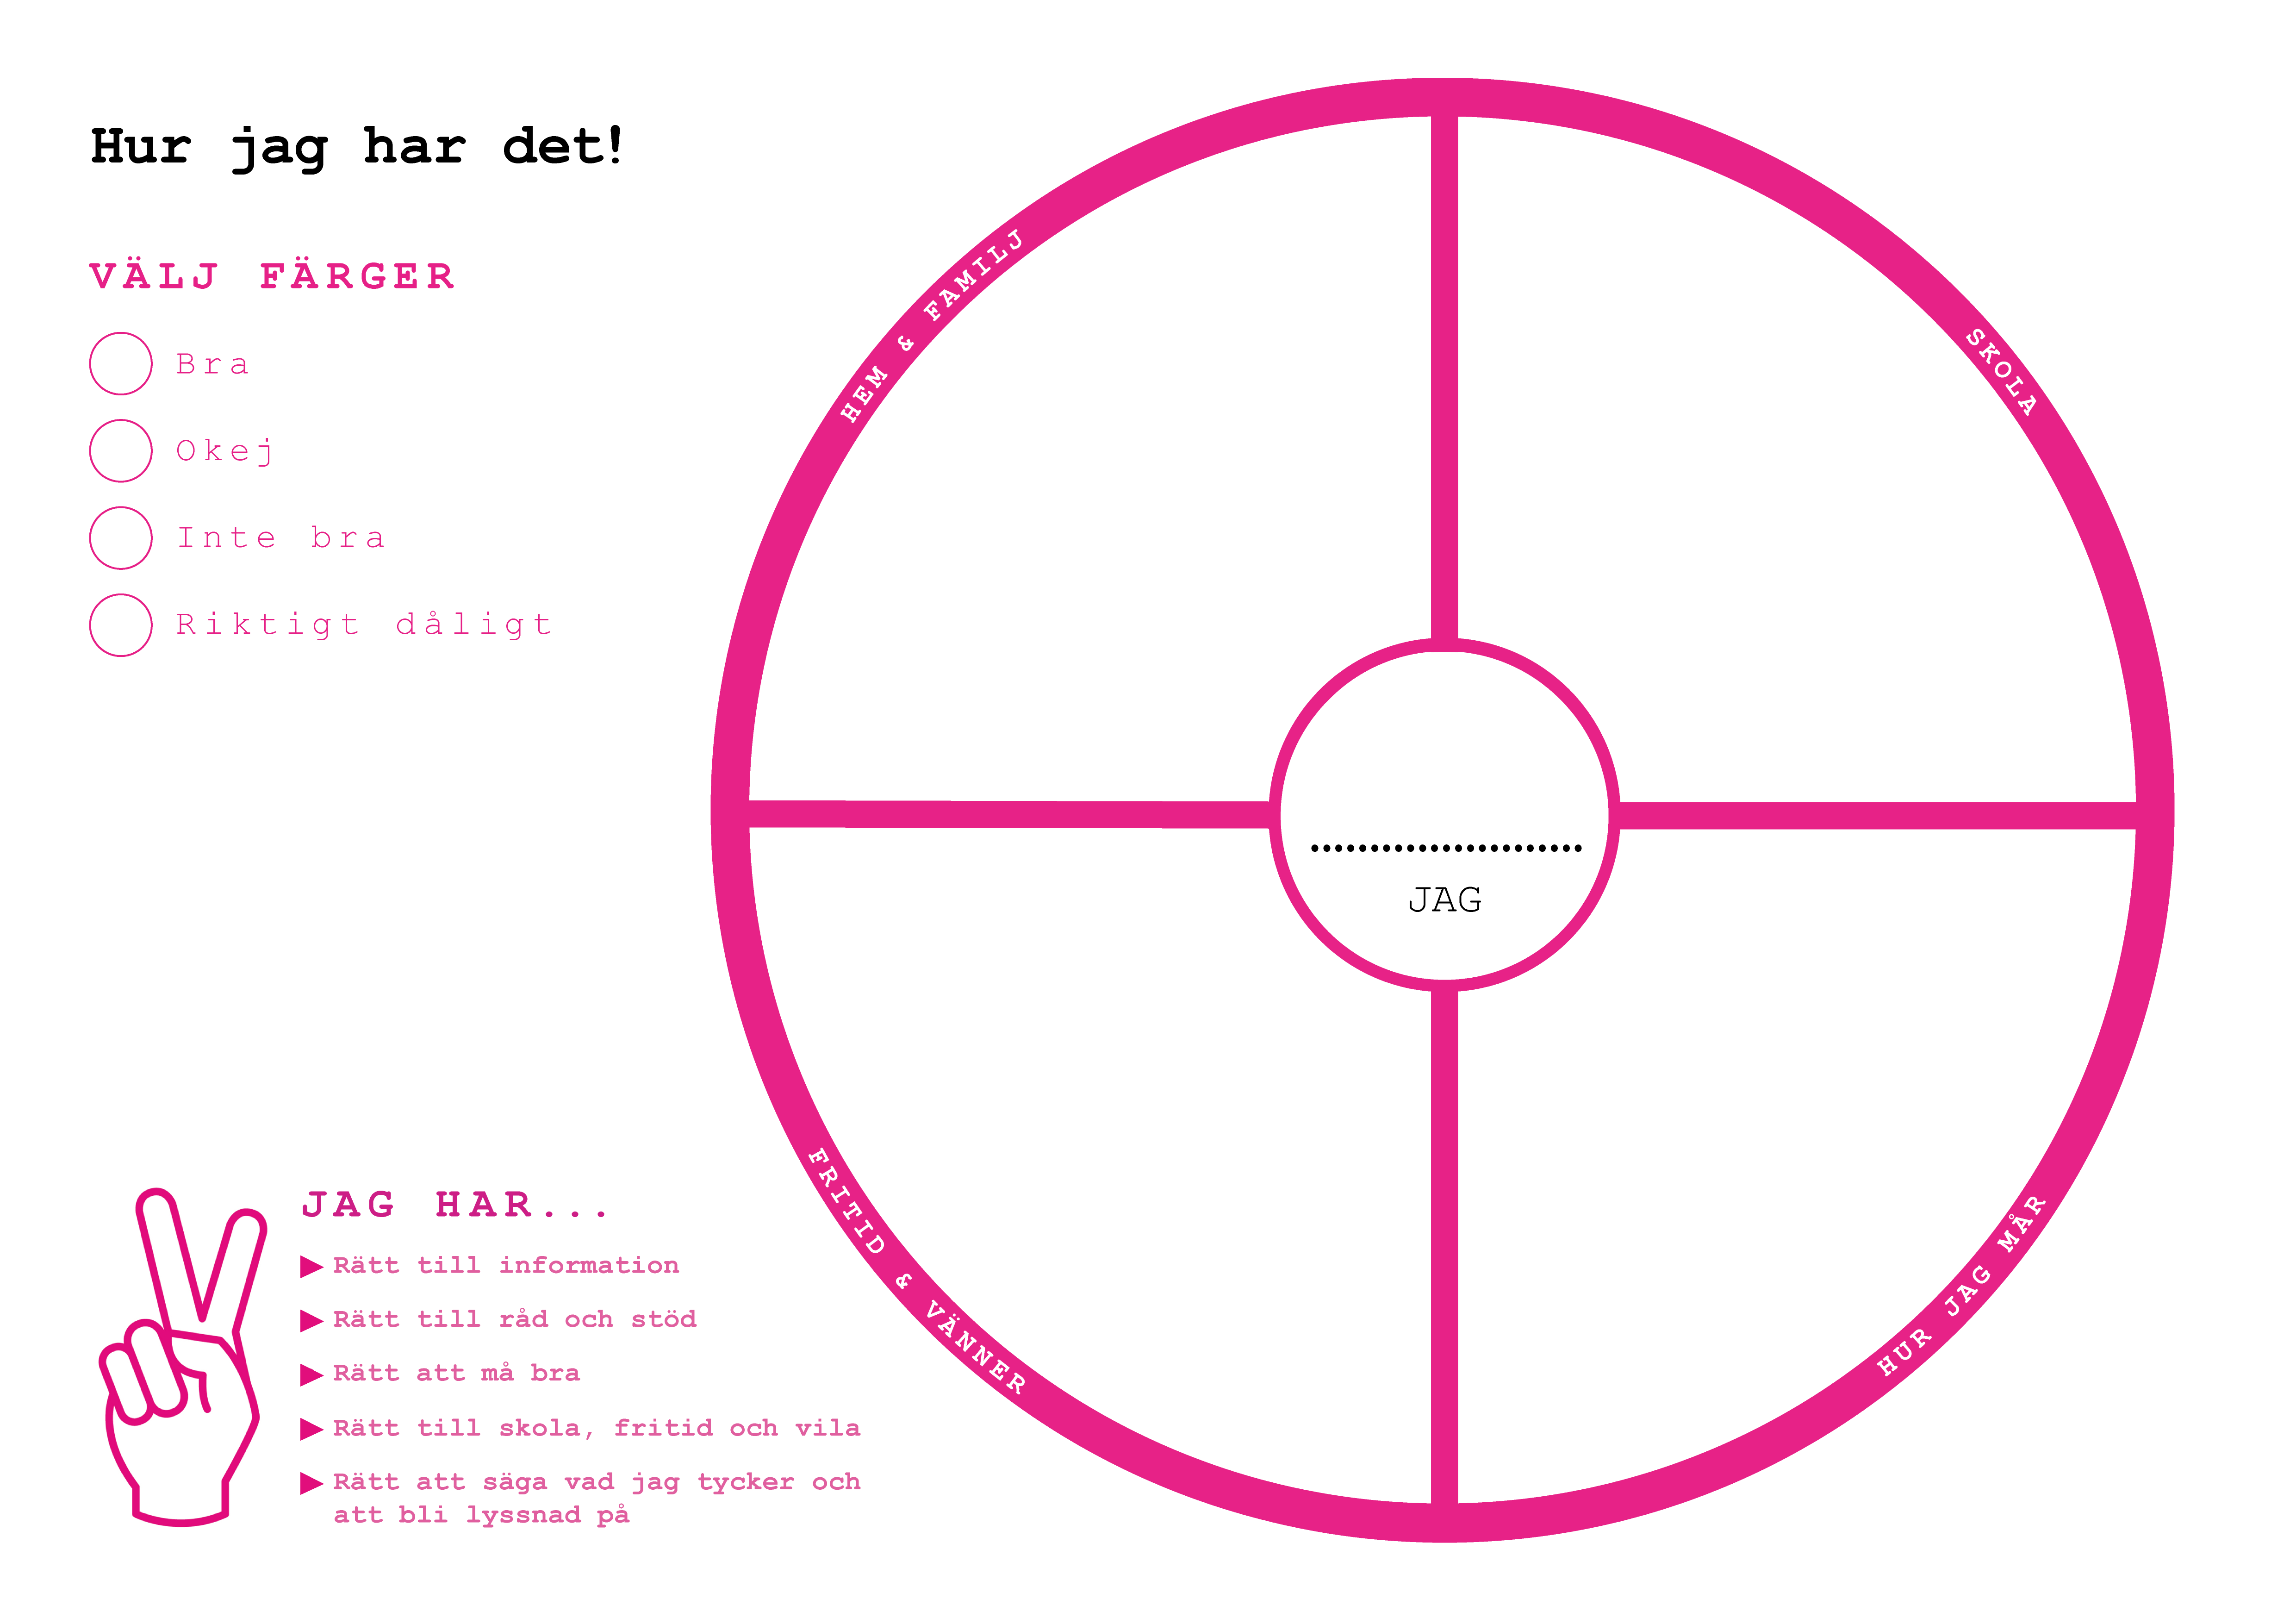 Hur jag har det!
VÄLJ FÄRGER
Bra
Okej
Inte bra
Riktigt dåligt
HEM & FAMILJ
SKOLA
.......................
JAG
FRITID & VÄNNER
HUR JAG MÅR
JAG HAR...
▶ Rätt till information
▶ Rätt till råd och stöd
▶ Rätt att må bra
▶ Rätt till skola, fritid och vila
▶ Rätt att säga vad jag tycker och
att bli lyssnad på